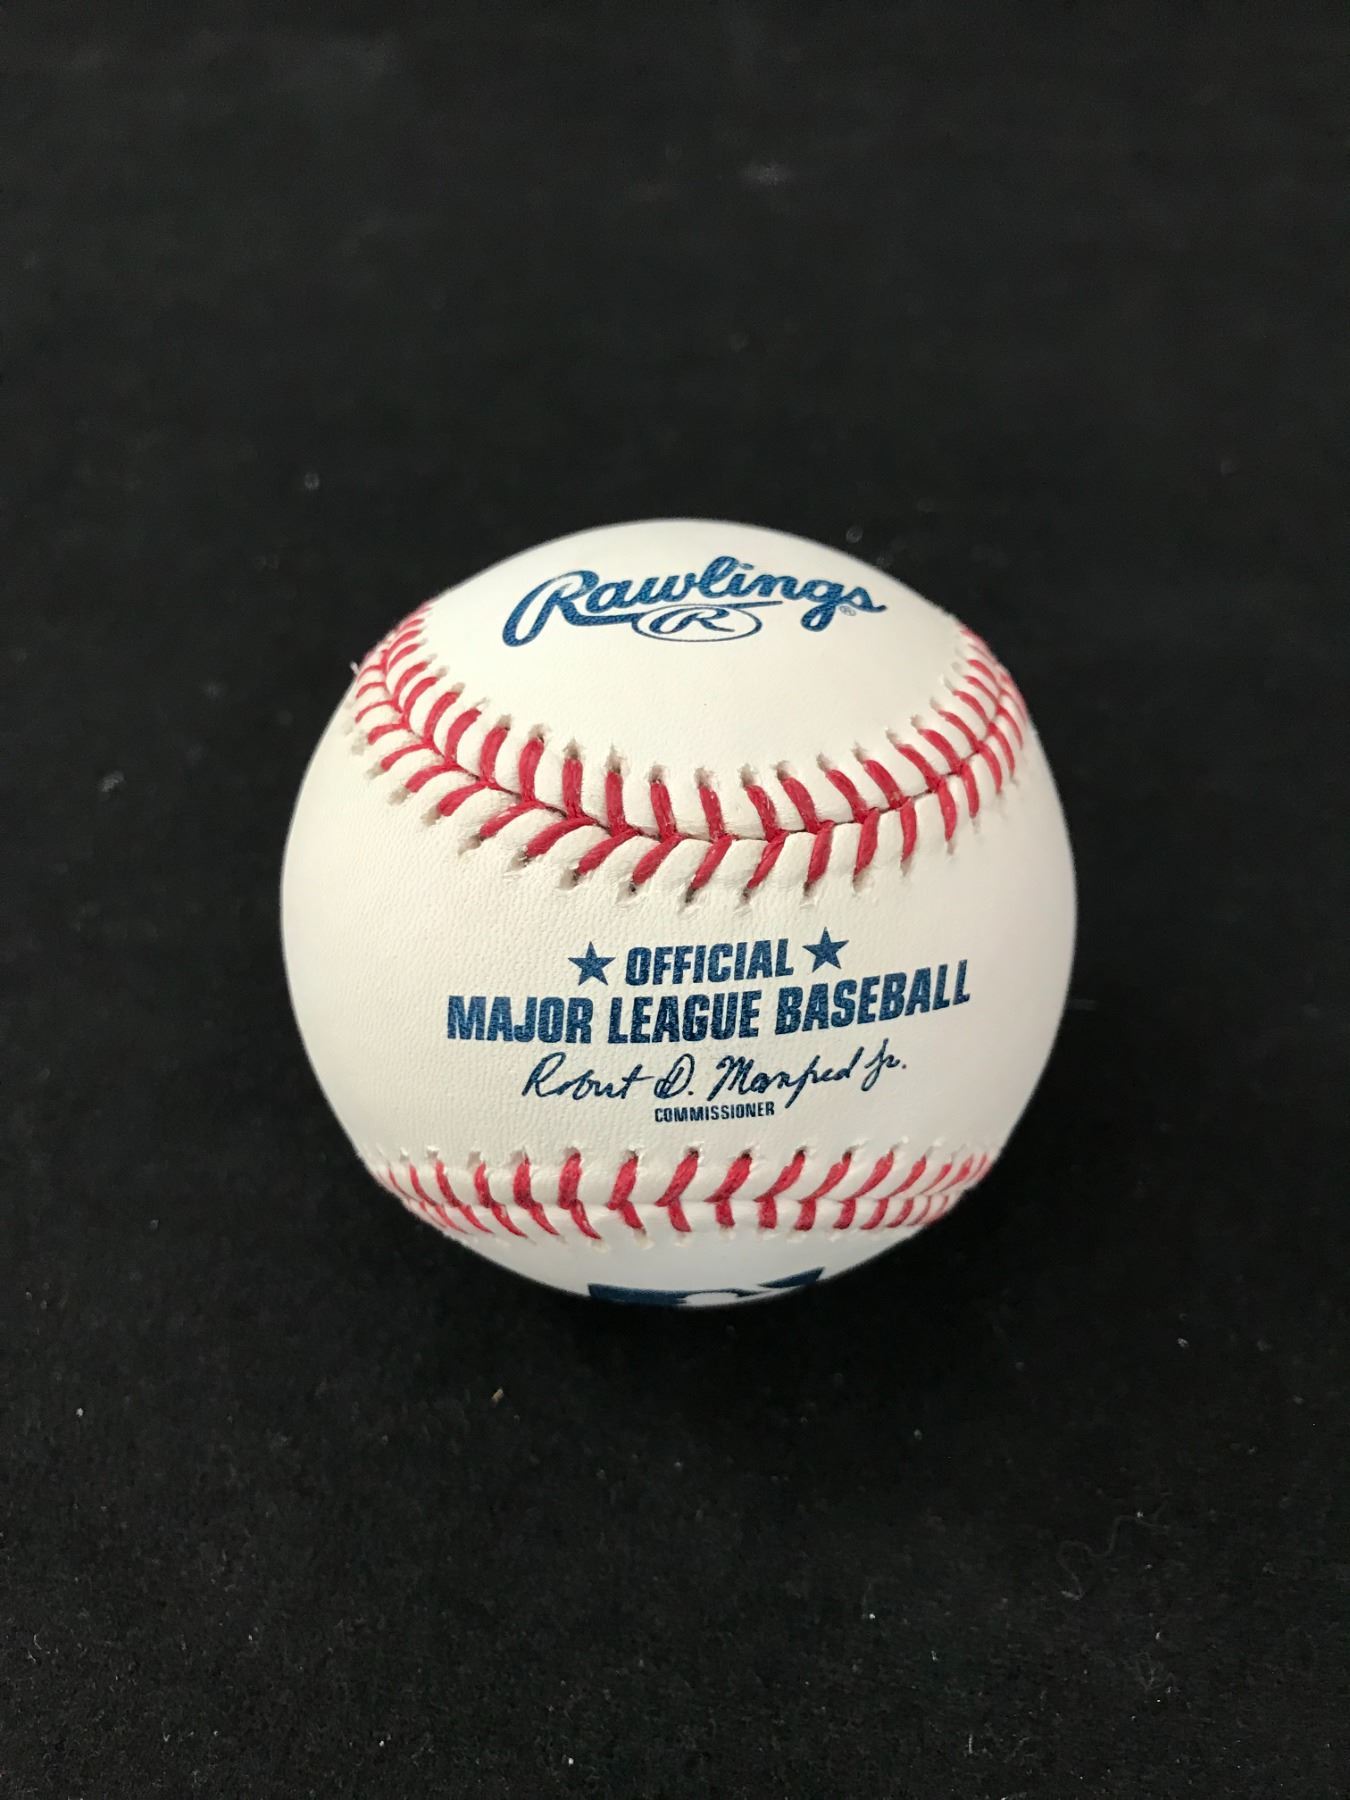 Rawlings®
R
★ OFFICIAL ★
MAJOR LEAGUE BASEBALL
Robert D. Manfred Jr.
COMMISSIONER